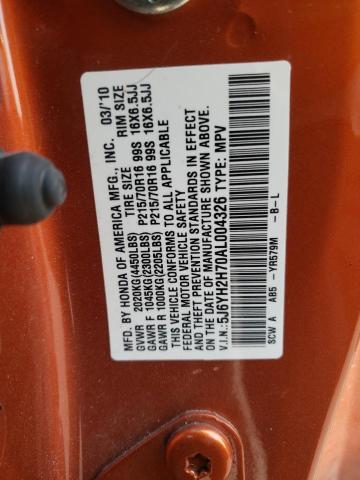 MFD. BY HONDA OF AMERICA MFG., INC. 03/'10
TIRE SIZE RIM SIZE
GVWR 2020KG(4450LBS)
GAWR F 1045KG(2300LBS) P215/70R16 99S 16X6.5JJ
GAWR R 1000KG(2205LBS) P215/70R16 99S 16X6.5JJ
THIS VEHICLE CONFORMS TO ALL APPLICABLE
FEDERAL MOTOR VEHICLE SAFETY
AND THEFT PREVENTION STANDARDS IN EFFECT
ON THE DATE OF MANUFACTURE SHOWN ABOVE.
V.I.N.: 5J6YH2H70AL004326 TYPE: MPV
SCW A AB5 -YR579M -B-L